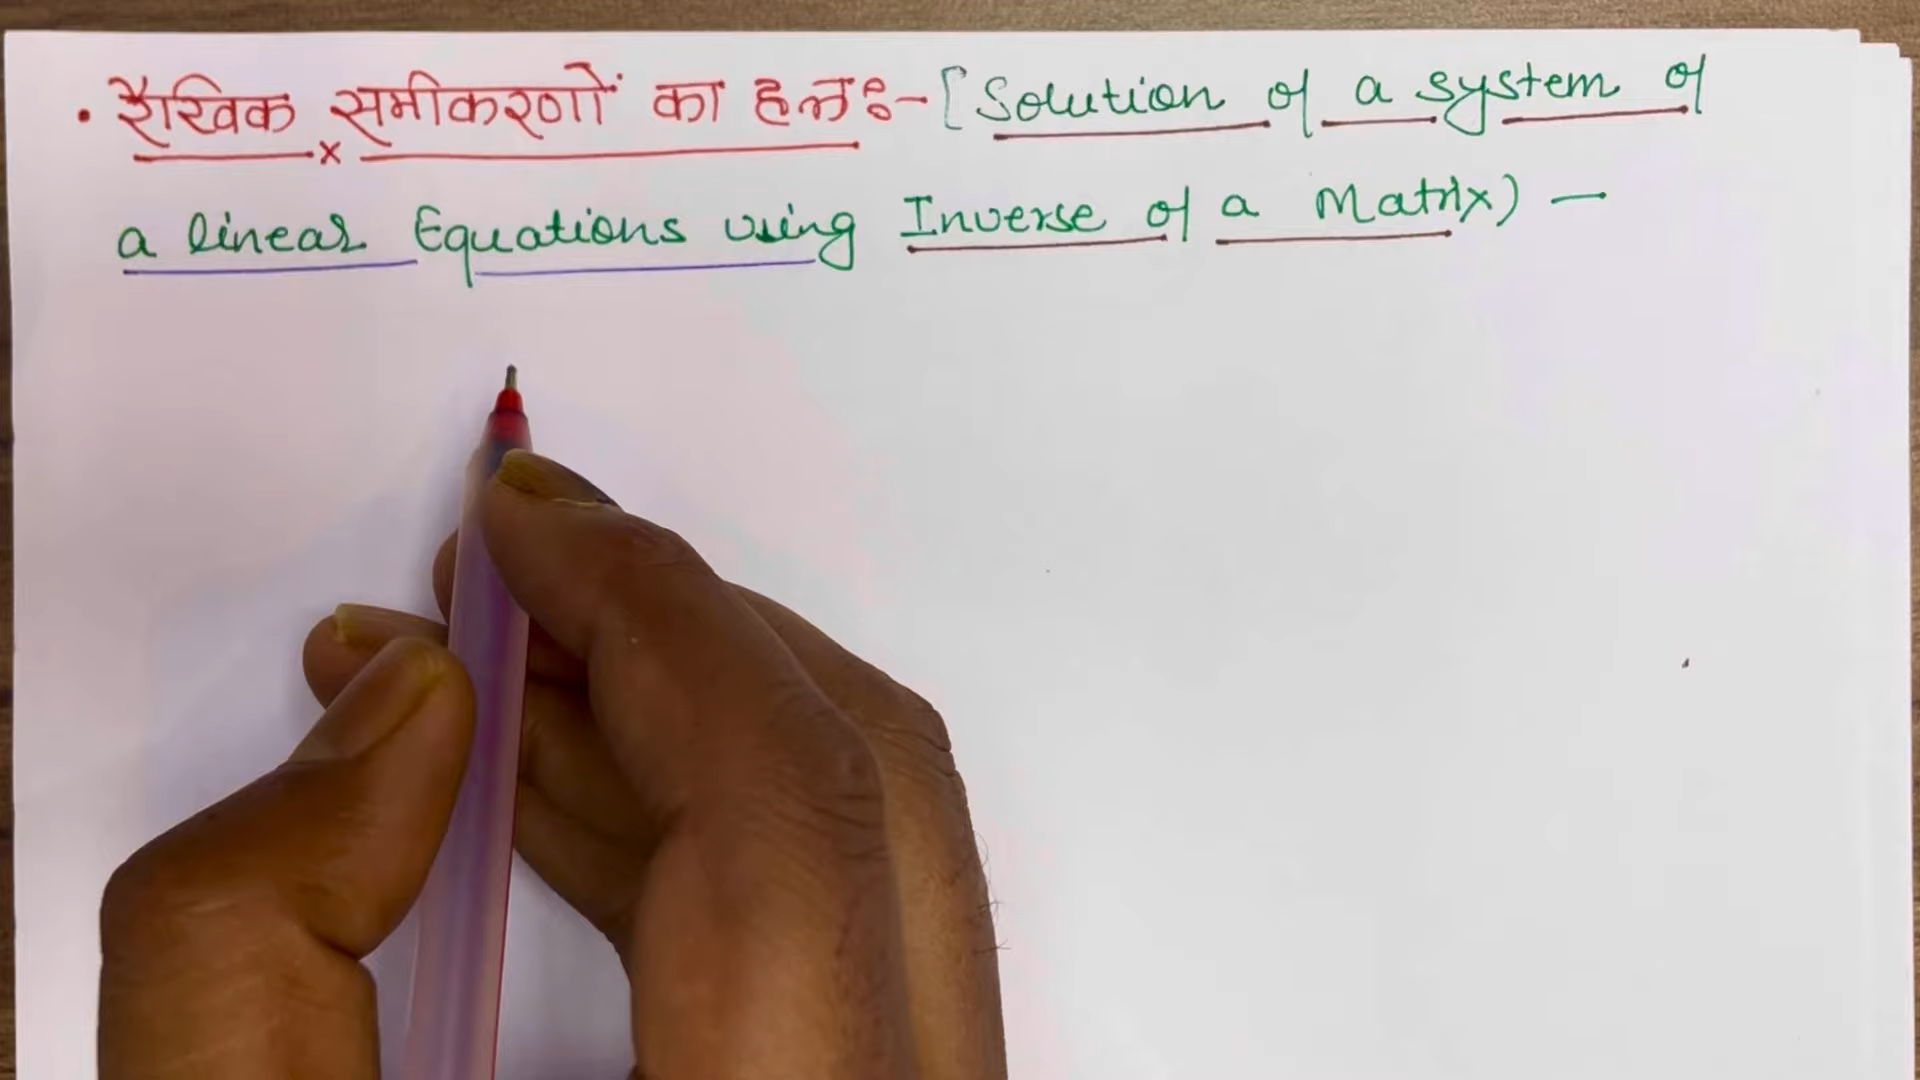 • रैखिक समीकरणों का हलः- [Solution of a system of
a linear Equations using Inverse of a Matrix) —